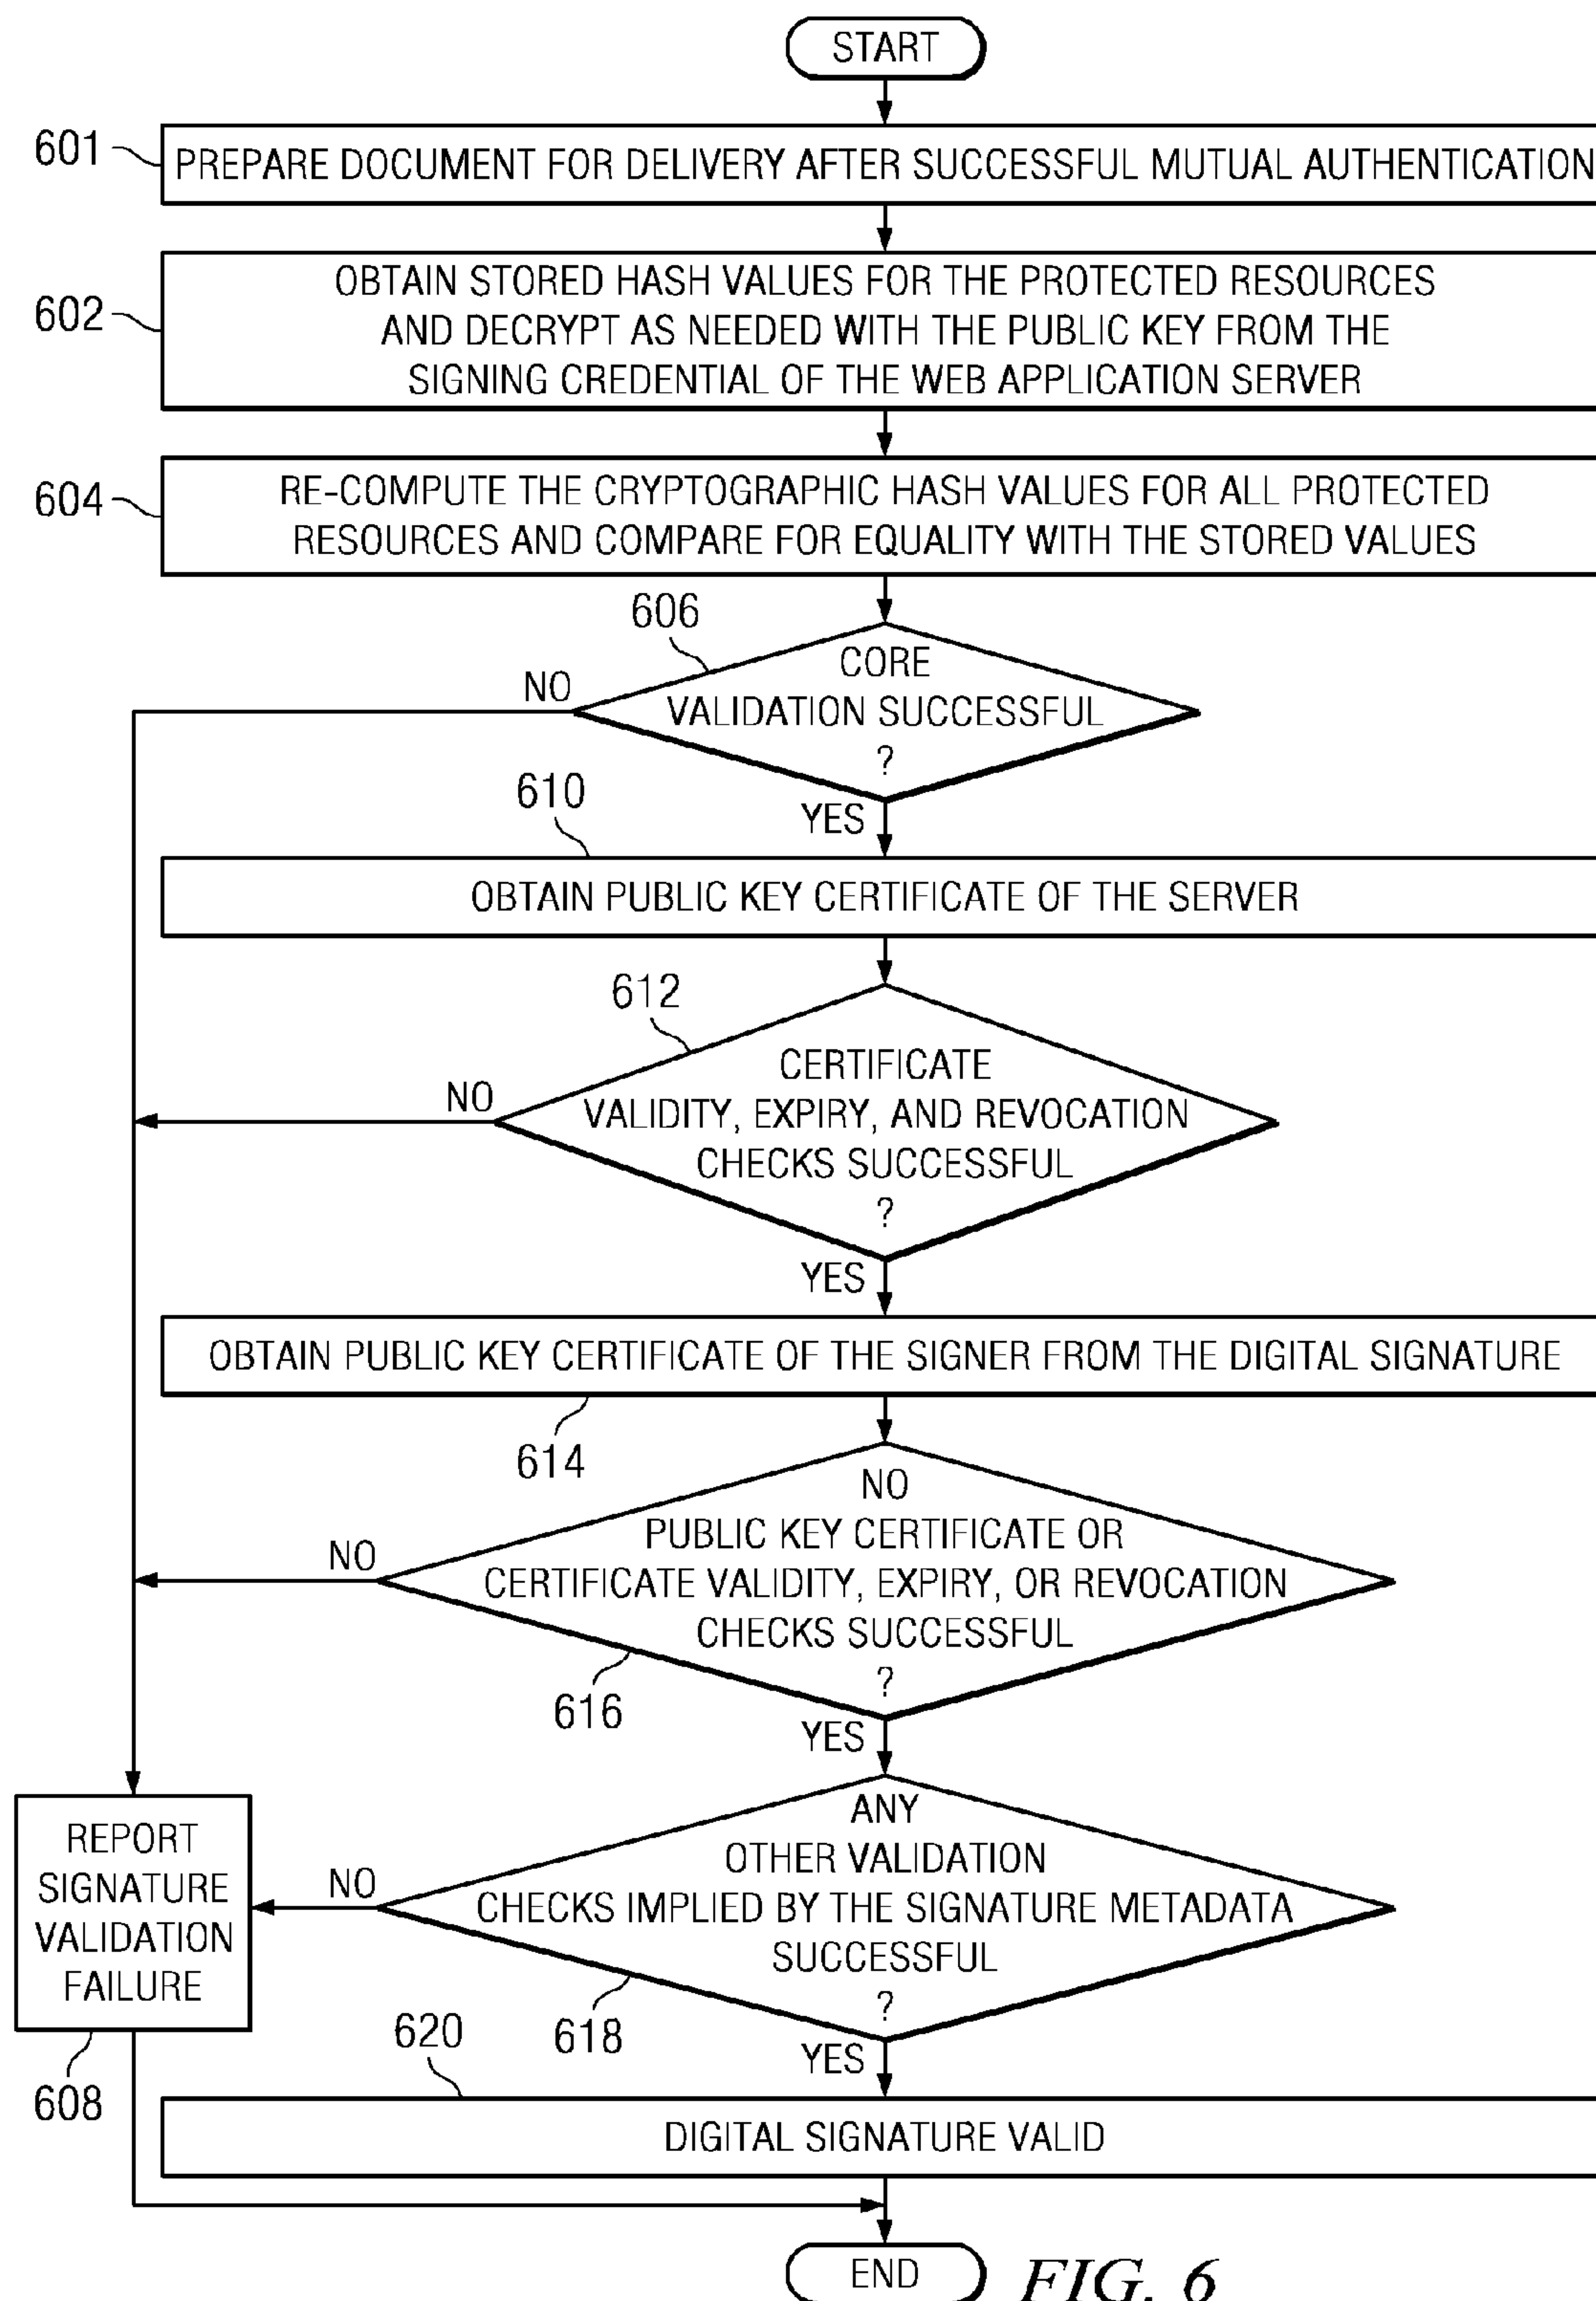 START
601
PREPARE DOCUMENT FOR DELIVERY AFTER SUCCESSFUL MUTUAL AUTHENTICATION
602
OBTAIN STORED HASH VALUES FOR THE PROTECTED RESOURCES
AND DECRYPT AS NEEDED WITH THE PUBLIC KEY FROM THE
SIGNING CREDENTIAL OF THE WEB APPLICATION SERVER
604
RE-COMPUTE THE CRYPTOGRAPHIC HASH VALUES FOR ALL PROTECTED
RESOURCES AND COMPARE FOR EQUALITY WITH THE STORED VALUES
606
CORE
VALIDATION SUCCESSFUL
?
NO
YES
610
OBTAIN PUBLIC KEY CERTIFICATE OF THE SERVER
612
CERTIFICATE
VALIDITY, EXPIRY, AND REVOCATION
CHECKS SUCCESSFUL
?
NO
YES
OBTAIN PUBLIC KEY CERTIFICATE OF THE SIGNER FROM THE DIGITAL SIGNATURE
614
NO
PUBLIC KEY CERTIFICATE OR
CERTIFICATE VALIDITY, EXPIRY, OR REVOCATION
CHECKS SUCCESSFUL
?
NO
616
YES
ANY
OTHER VALIDATION
CHECKS IMPLIED BY THE SIGNATURE METADATA
SUCCESSFUL
?
NO
618
YES
REPORT
SIGNATURE
VALIDATION
FAILURE
608
620
DIGITAL SIGNATURE VALID
END
FIG. 6